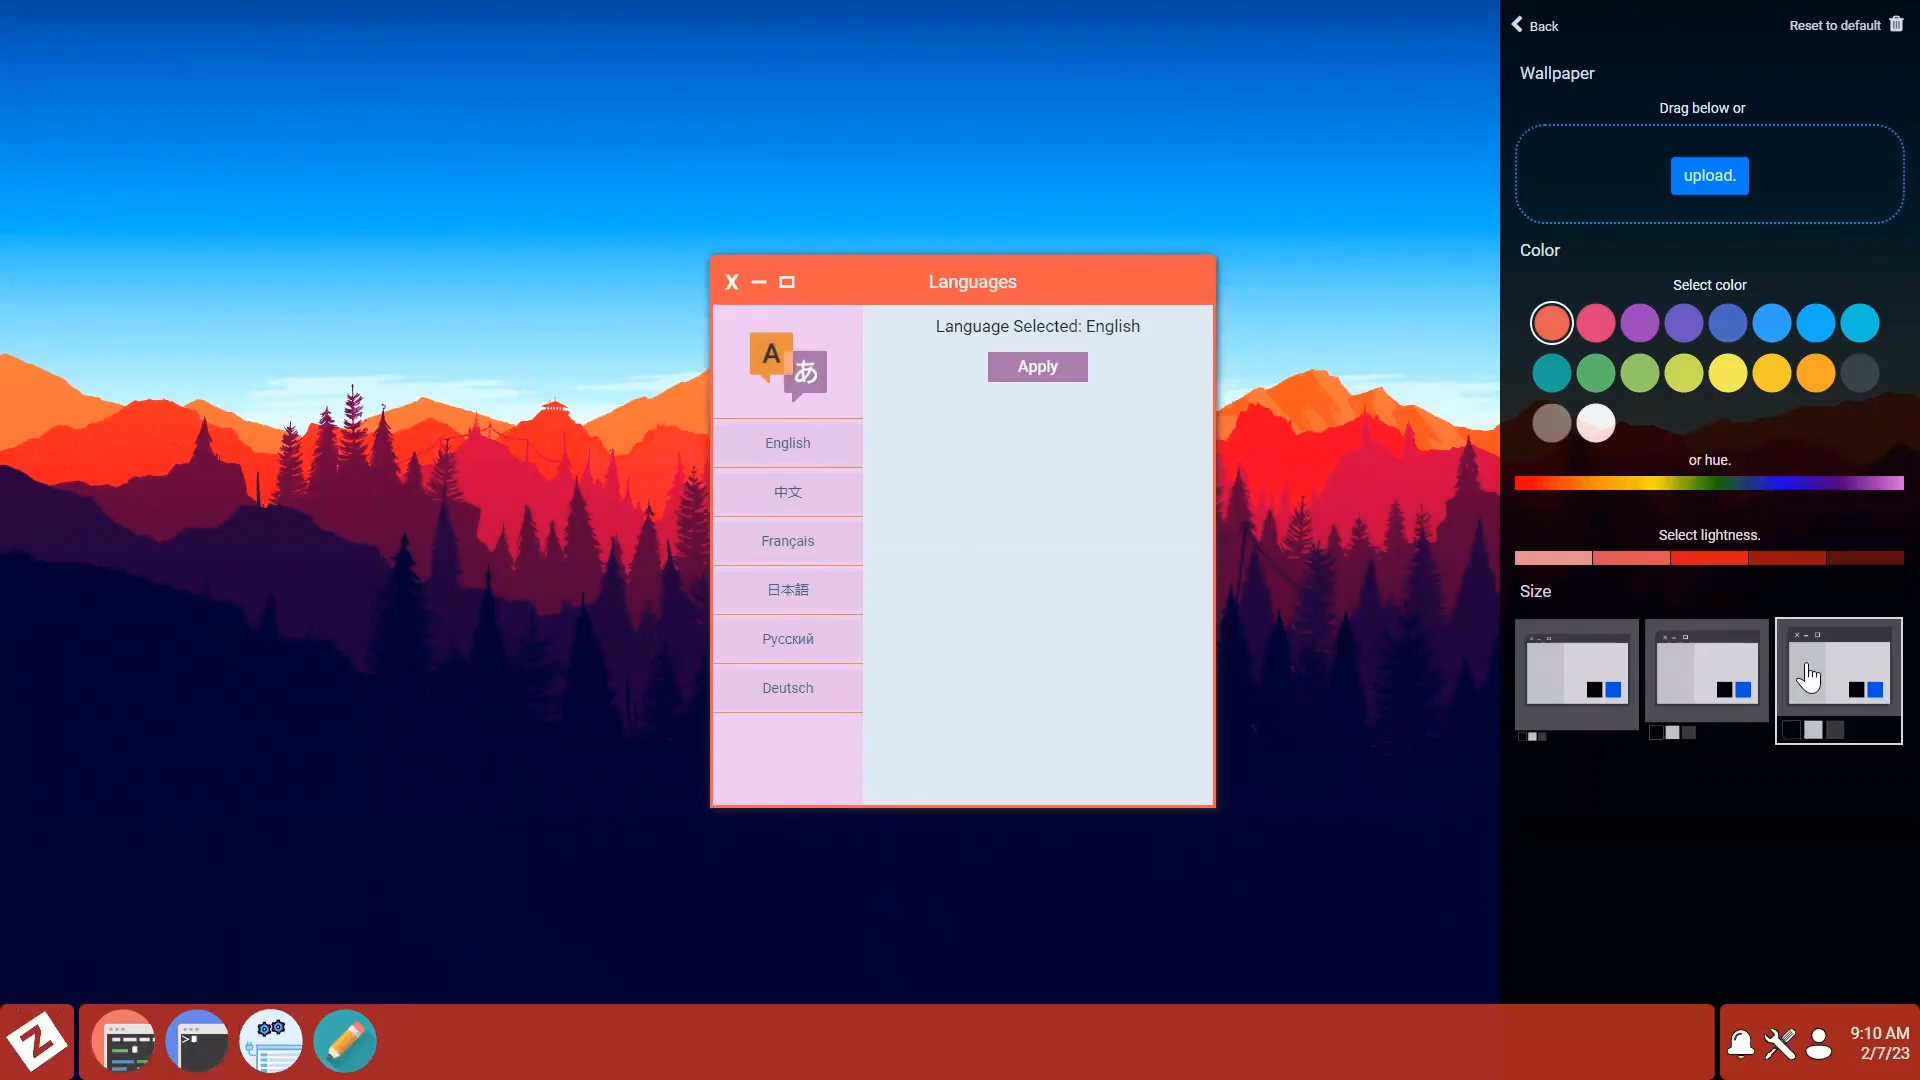 Back
Reset to default
Wallpaper
Drag below or
upload.
Color
Select color
or hue.
Select lightness.
Size
X Languages
A あ
Language Selected: English
Apply
English
中文
Français
日本語
Русский
Deutsch
Z
9:10 AM
2/7/23